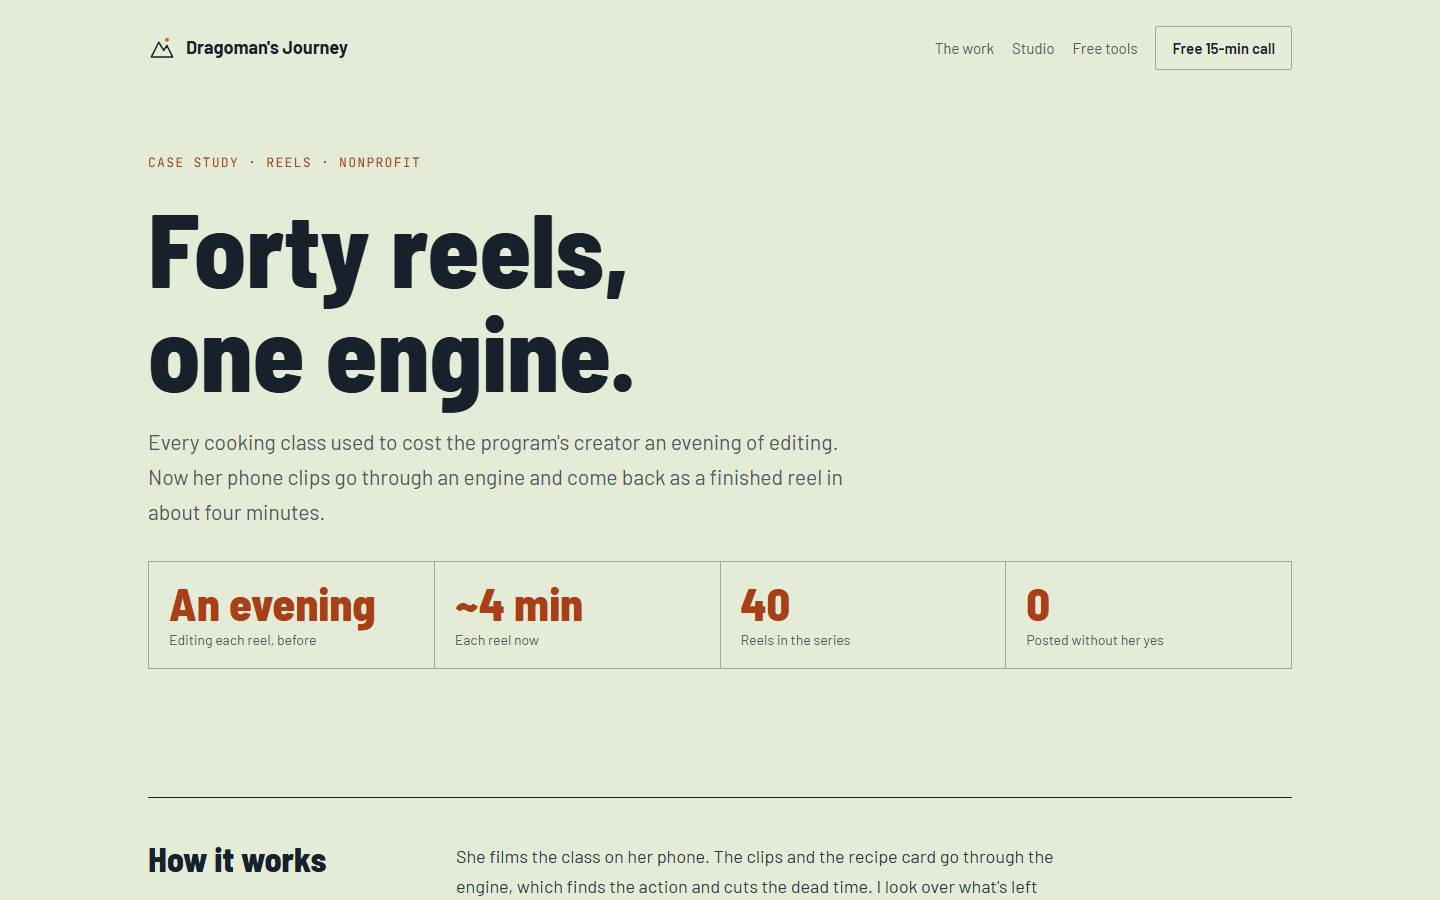 Dragoman's Journey
The work
Studio
Free tools
Free 15-min call
CASE STUDY · REELS · NONPROFIT
Forty reels,
one engine.
Every cooking class used to cost the program's creator an evening of editing.
Now her phone clips go through an engine and come back as a finished reel in
about four minutes.
An evening
Editing each reel, before
~4 min
Each reel now
40
Reels in the series
0
Posted without her yes
How it works
She films the class on her phone. The clips and the recipe card go through the
engine, which finds the action and cuts the dead time. I look over what's left